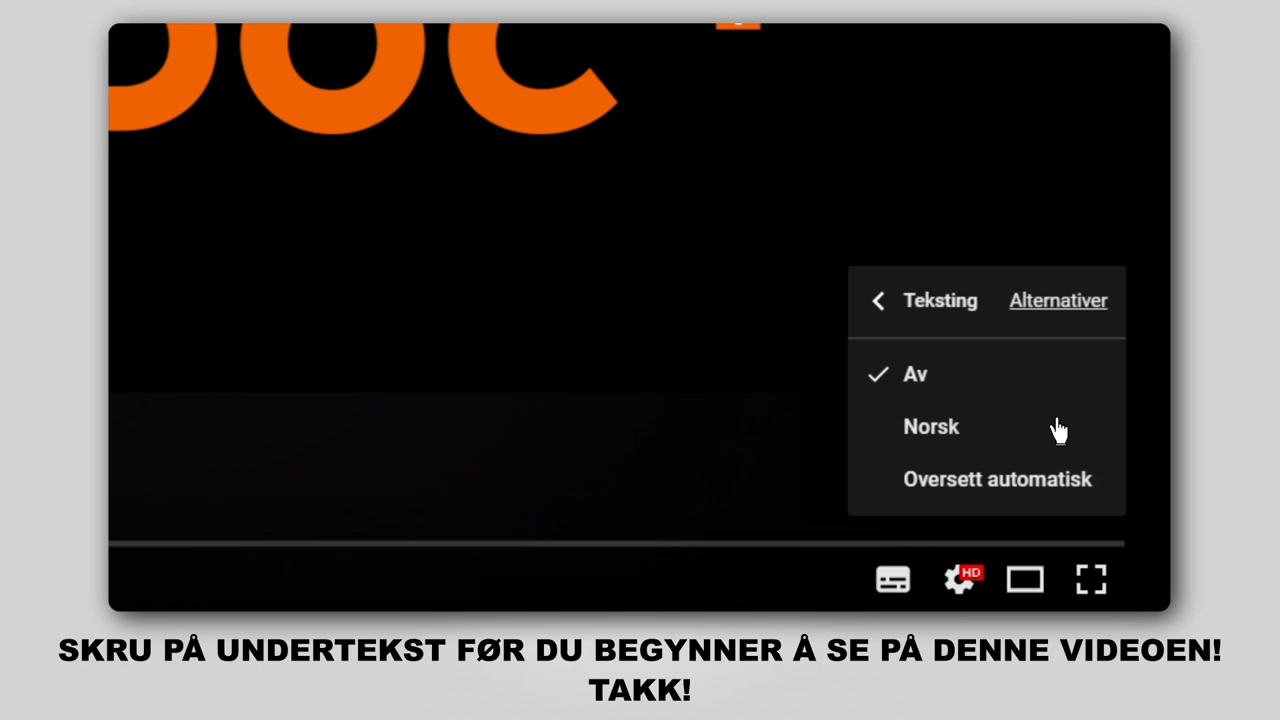 Teksting Alternativer
Av
Norsk
Oversett automatisk
HD
SKRU PÅ UNDERTEKST FØR DU BEGYNNER Å SE PÅ DENNE VIDEOEN!
TAKK!